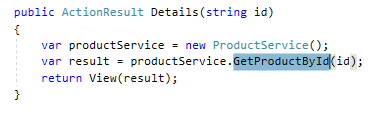 public ActionResult Details(string id)
{
    var productService = new ProductService();
    var result = productService.GetProductById(id);
    return View(result);
}